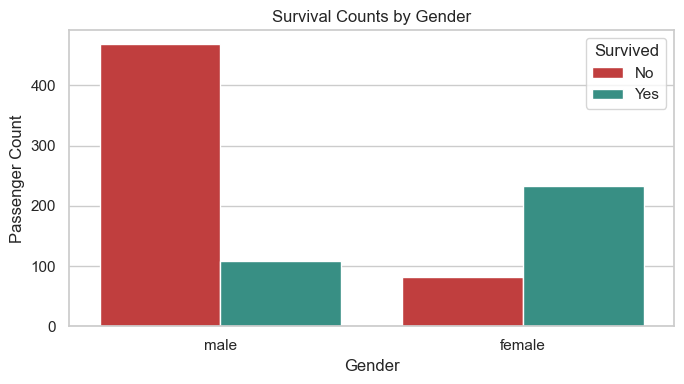 Survival Counts by Gender
Survived
No
Yes
Passenger Count
400
300
200
100
0
male
female
Gender